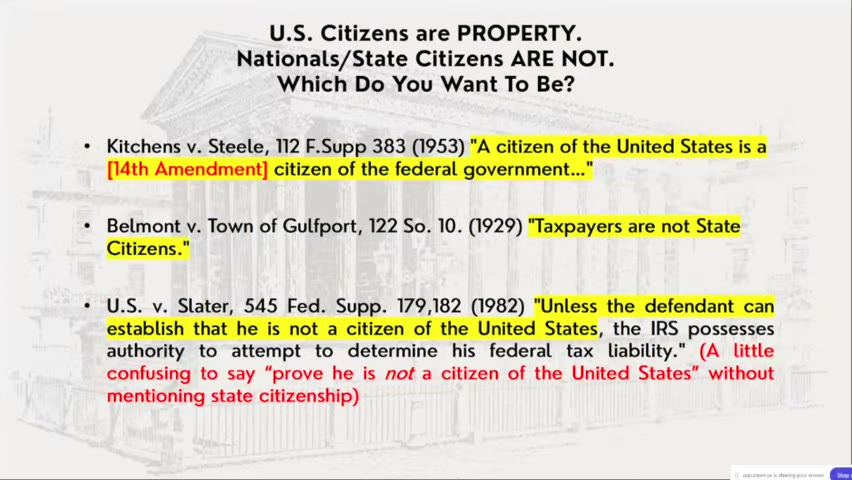 U.S. Citizens are PROPERTY.
Nationals/State Citizens ARE NOT.
Which Do You Want To Be?
• Kitchens v. Steele, 112 F.Supp 383 (1953) "A citizen of the United States is a
[14th Amendment] citizen of the federal government..."
• Belmont v. Town of Gulfport, 122 So. 10. (1929) "Taxpayers are not State
Citizens."
• U.S. v. Slater, 545 Fed. Supp. 179,182 (1982) "Unless the defendant can
establish that he is not a citizen of the United States, the IRS possesses
authority to attempt to determine his federal tax liability." (A little
confusing to say “prove he is not a citizen of the United States” without
mentioning state citizenship)
app.zoom.us is sharing your screen. Stop